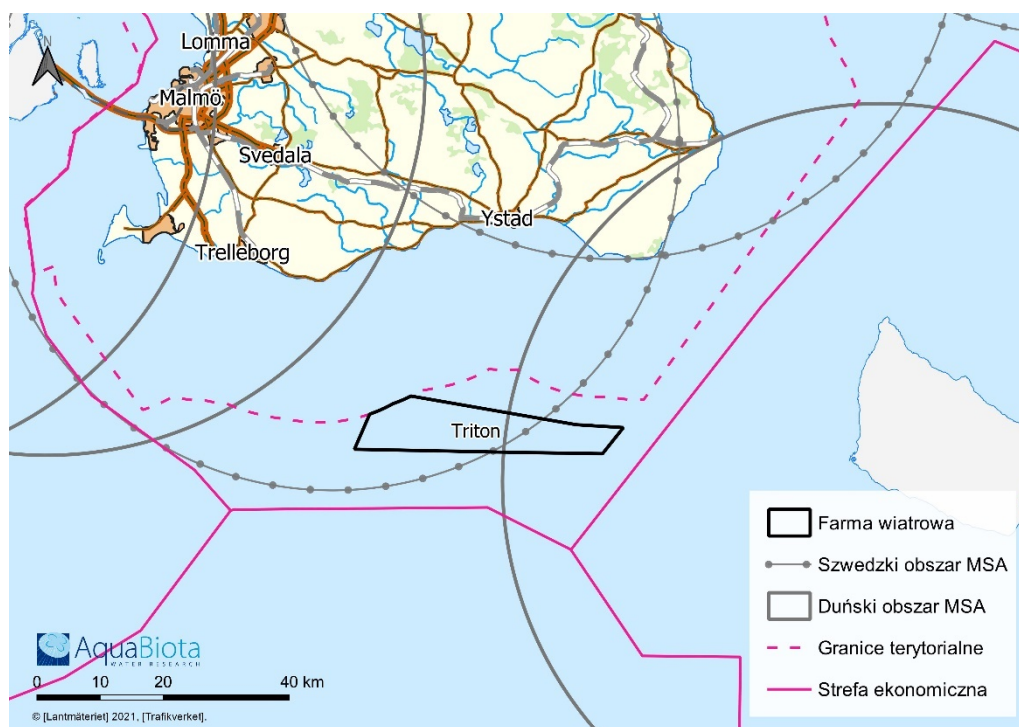 N
Lomma
Malmö
Svedala
Ystad
Trelleborg
Triton
Farma wiatrowa
Szwedzki obszar MSA
Duński obszar MSA
Granice terytorialne
Strefa ekonomiczna
AquaBiota
WATER RESEARCH
0 10 20 40 km
© [Lantmäteriet] 2021, [Trafikverket].